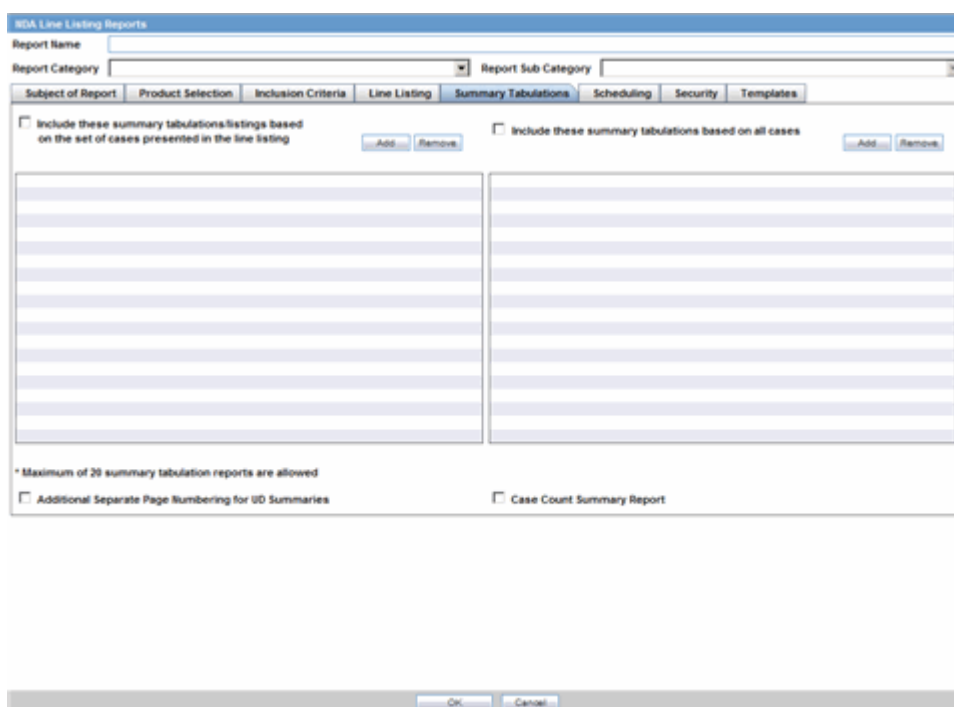 NDA Line Listing Reports
Report Name
Report Category Report Sub Category
Subject of Report Product Selection Inclusion Criteria Line Listing Summary Tabulations Scheduling Security Templates
Include these summary tabulations/listings based
on the set of cases presented in the line listing
Add Remove
Include these summary tabulations based on all cases
Add Remove
* Maximum of 20 summary tabulation reports are allowed
Additional Separate Page Numbering for UD Summaries Case Count Summary Report
OK Cancel